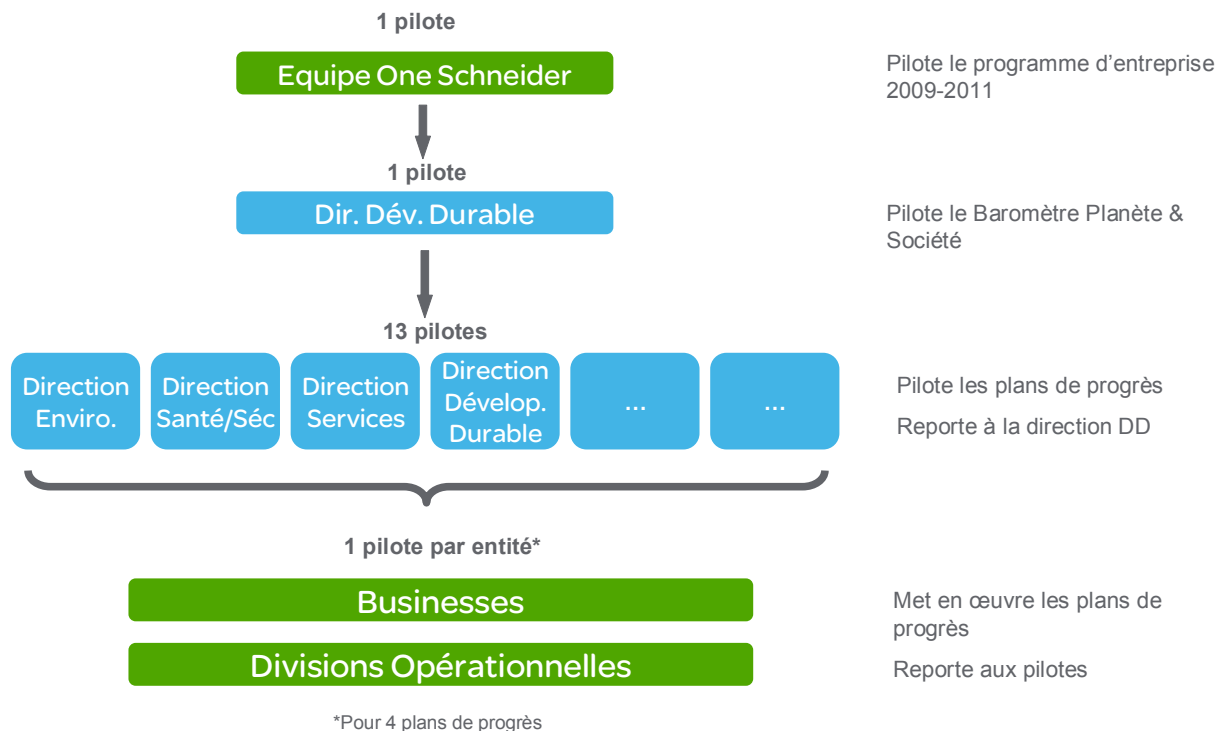 1 pilote
Equipe One Schneider
Pilote le programme d'entreprise
2009-2011
1 pilote
Dir. Dév. Durable
Pilote le Baromètre Planète &
Société
13 pilotes
Direction
Enviro.
Direction
Santé/Séc
Direction
Services
Direction
Dévelop.
Durable
...
...
Pilote les plans de progrès
Reporte à la direction DD
1 pilote par entité*
Businesses
Met en œuvre les plans de
progrès
Divisions Opérationnelles
Reporte aux pilotes
*Pour 4 plans de progrès